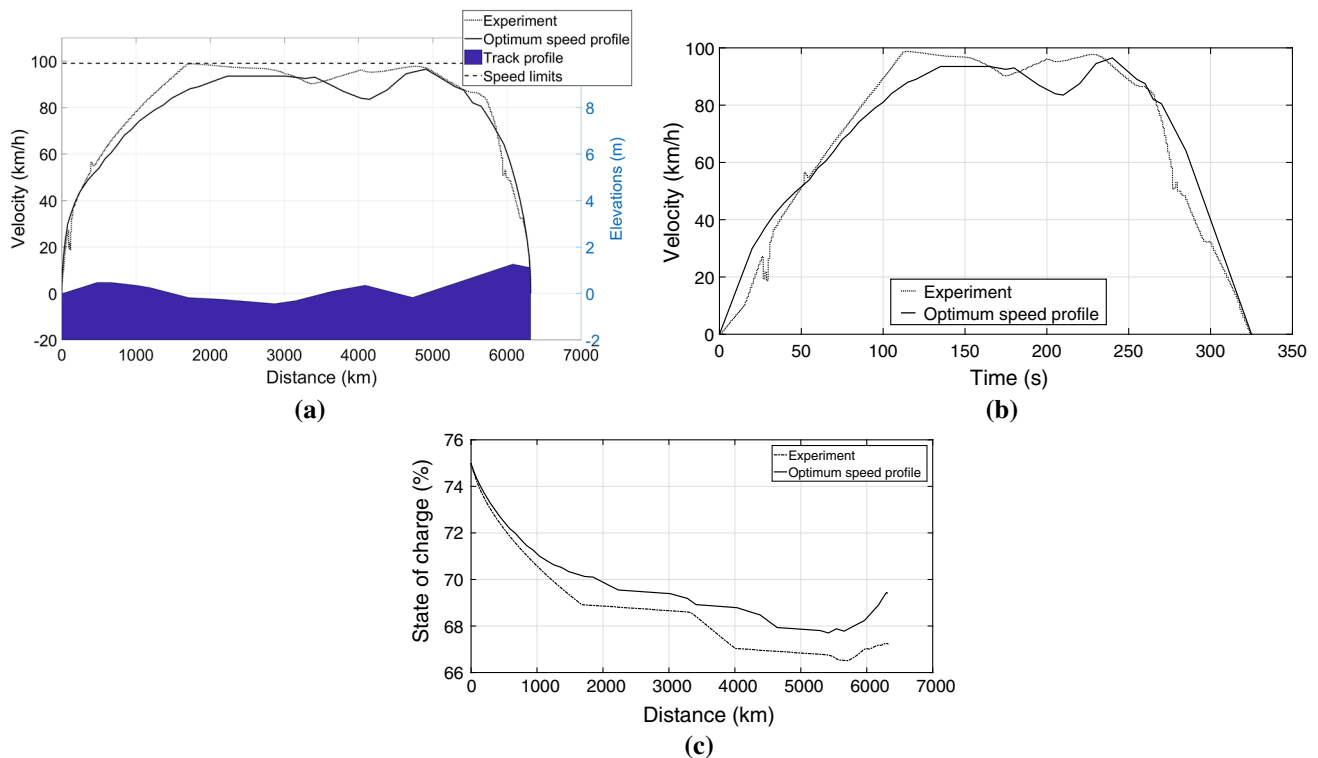 Experiment
Optimum speed profile
Track profile
Speed limits
100
80
60
40
20
0
-20
Velocity (km/h)
8
6
4
2
0
-2
Elevations (m)
0 1000 2000 3000 4000 5000 6000 7000
Distance (km)
(a)
100
80
60
40
20
0
Velocity (km/h)
Experiment
Optimum speed profile
0 50 100 150 200 250 300 350
Time (s)
(b)
76
74
72
70
68
66
State of charge (%)
Experiment
Optimum speed profile
0 1000 2000 3000 4000 5000 6000 7000
Distance (km)
(c)